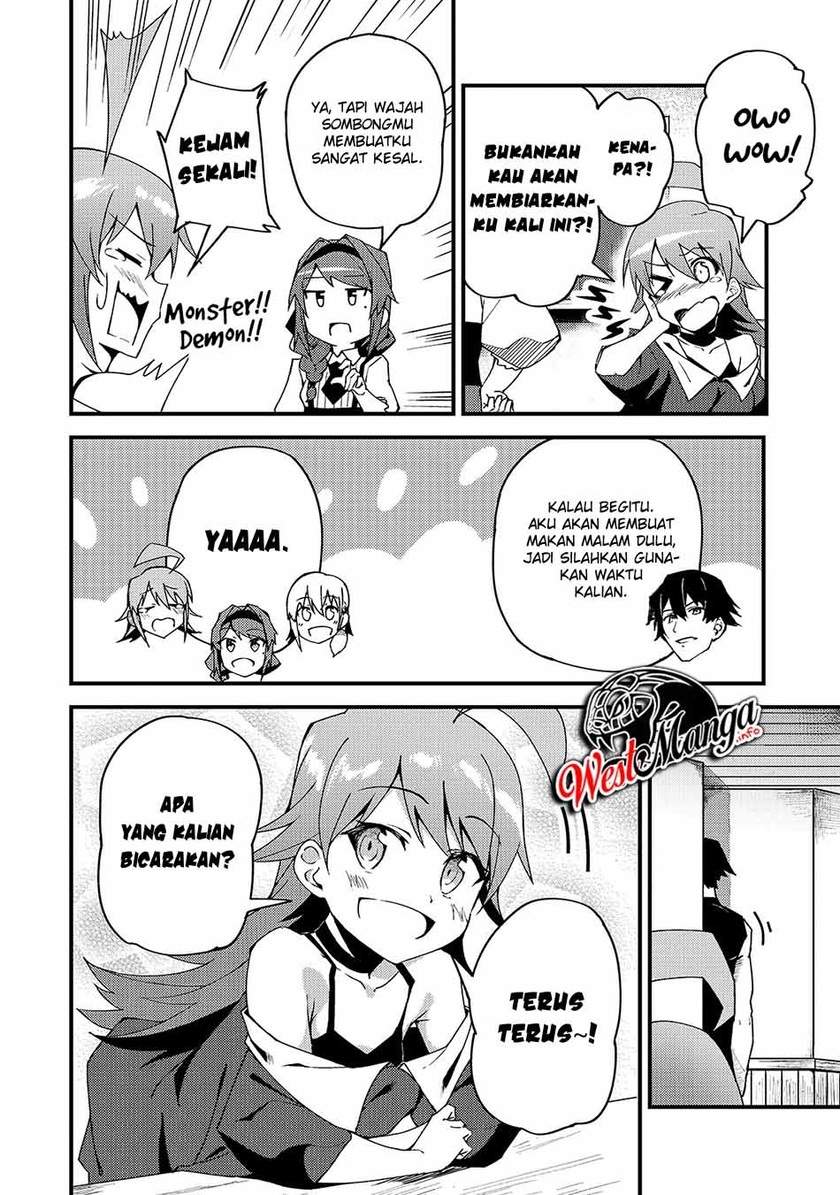 OWO
WOW!
KENA-
PA?!
BUKANKAH
KAU AKAN
MEMBIARKAN-
KU KALI INI?!
YA, TAPI WAJAH
SOMBONGMU
MEMBUATKU
SANGAT KESAL.
KEJAM
SEKALI!
Monster!!
Demon!!
KALAU BEGITU.
AKU AKAN MEMBUAT
MAKAN MALAM DULU,
JADI SILAHKAN GUNA-
KAN WAKTU
KALIAN.
YAAAA.
WestManga
.info
TERUS
TERUS~!
APA
YANG KALIAN
BICARAKAN?